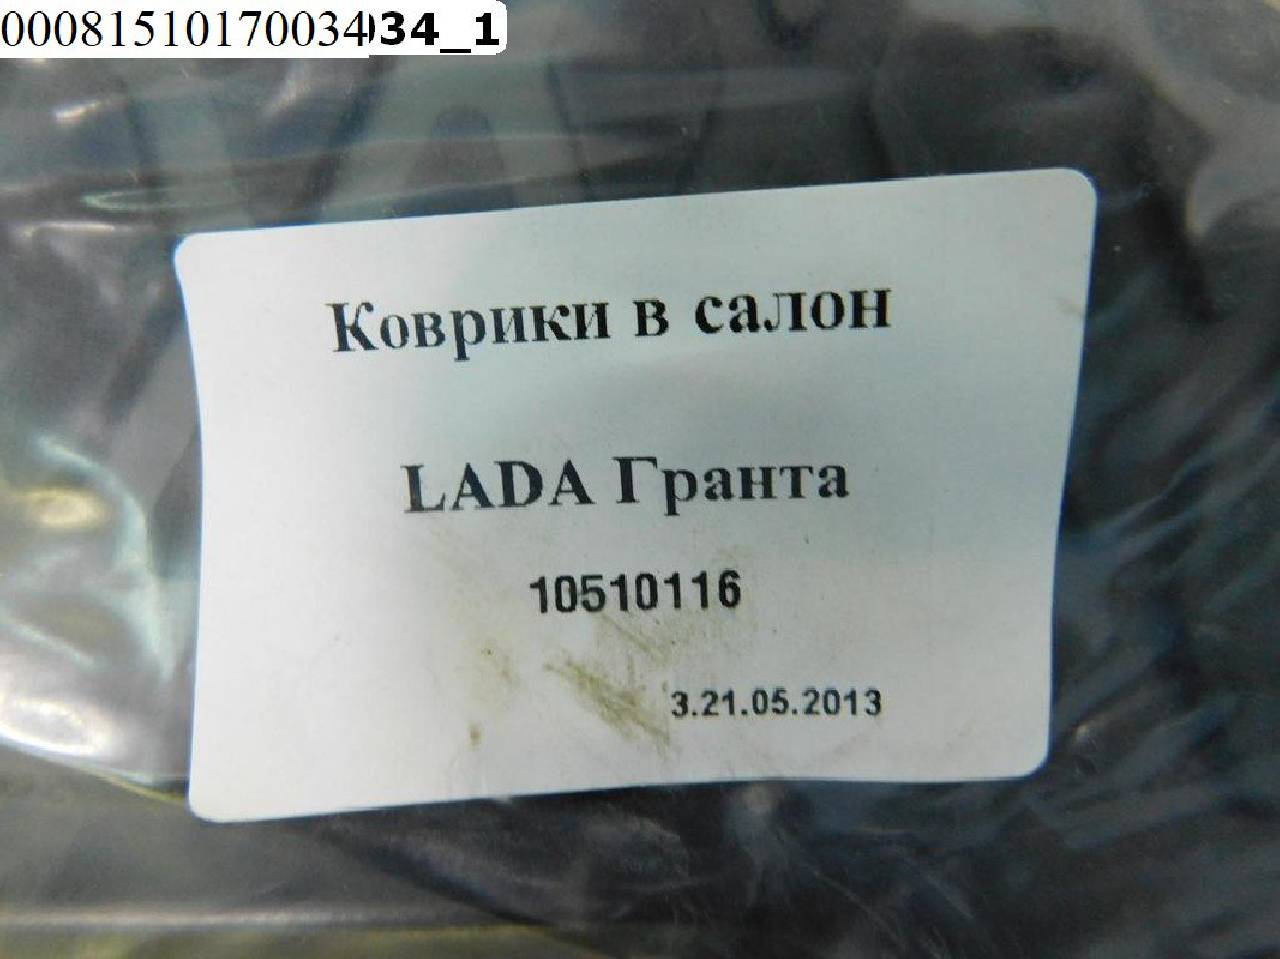 00081510170034034_1
Коврики в салон
LADA Гранта
10510116
3.21.05.2013